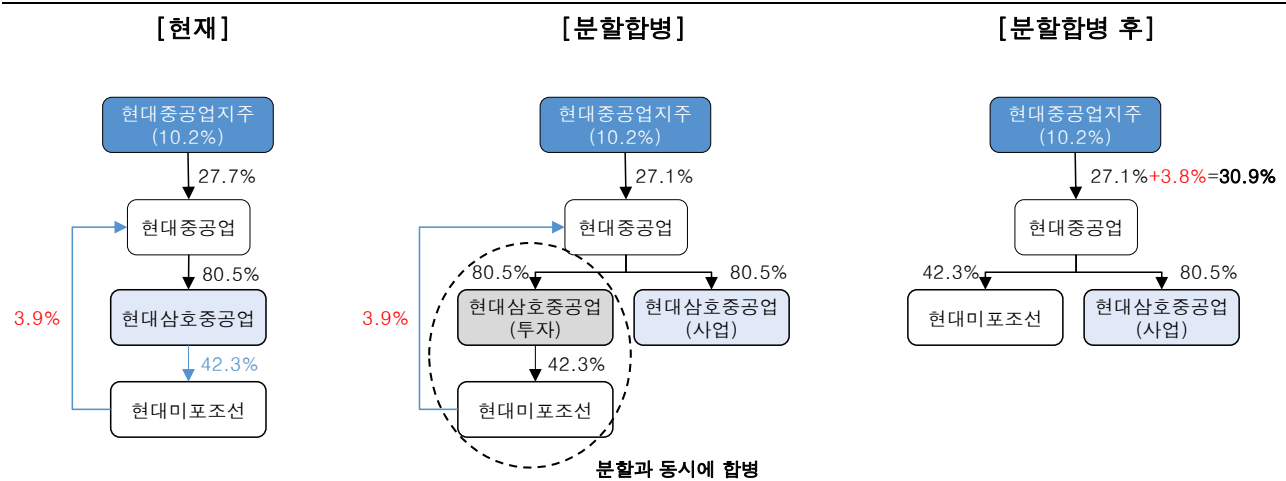 [현재]
현대중공업지주
(10.2%)
27.7%
현대중공업
80.5%
현대삼호중공업
3.9%
42.3%
현대미포조선
[분할합병]
현대중공업지주
(10.2%)
27.1%
현대중공업
80.5%
80.5%
현대삼호중공업
(투자)
현대삼호중공업
(사업)
3.9%
42.3%
현대미포조선
분할과 동시에 합병
[분할합병 후]
현대중공업지주
(10.2%)
27.1%+3.8%=30.9%
현대중공업
42.3%
80.5%
현대미포조선
현대삼호중공업
(사업)